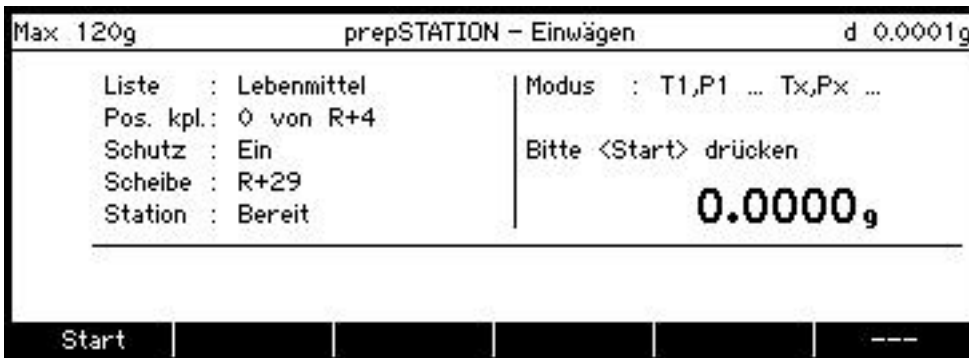 Max 120g prepSTATION – Einwägen d 0.0001g
Liste : Lebenmittel
Pos. kpl.: 0 von R+4
Schutz : Ein
Scheibe : R+29
Station : Bereit
Modus : T1,P1 … Tx,Px …
Bitte <Start> drücken
0.0000g
Start ---